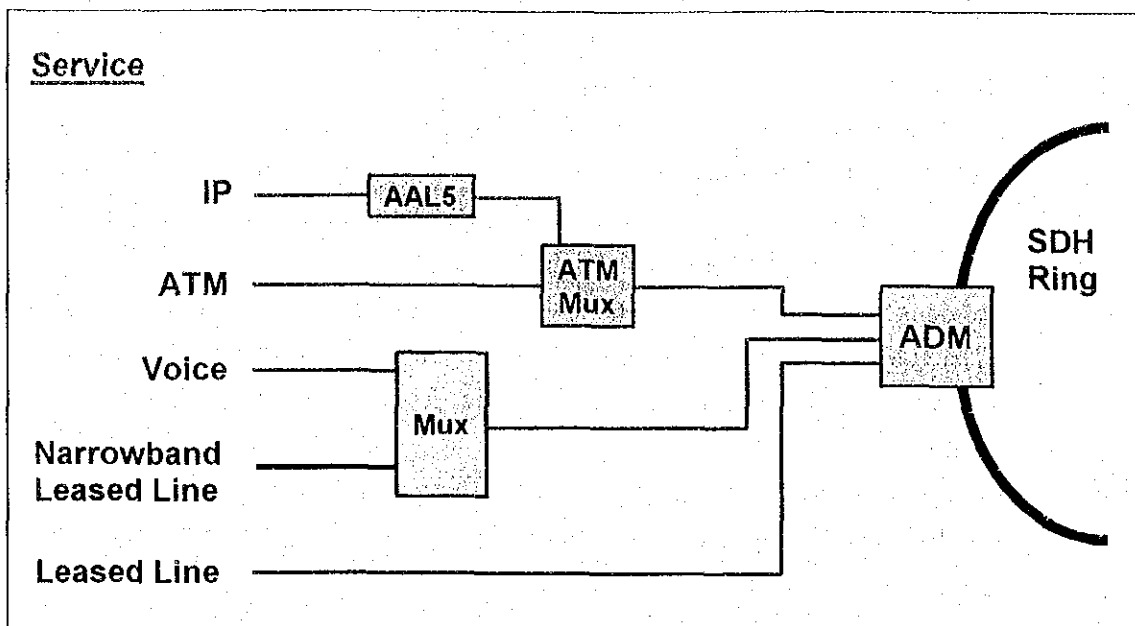 Service
IP
AAL5
ATM
ATM
Mux
SDH
Ring
ADM
Voice
Mux
Narrowband
Leased Line
Leased Line